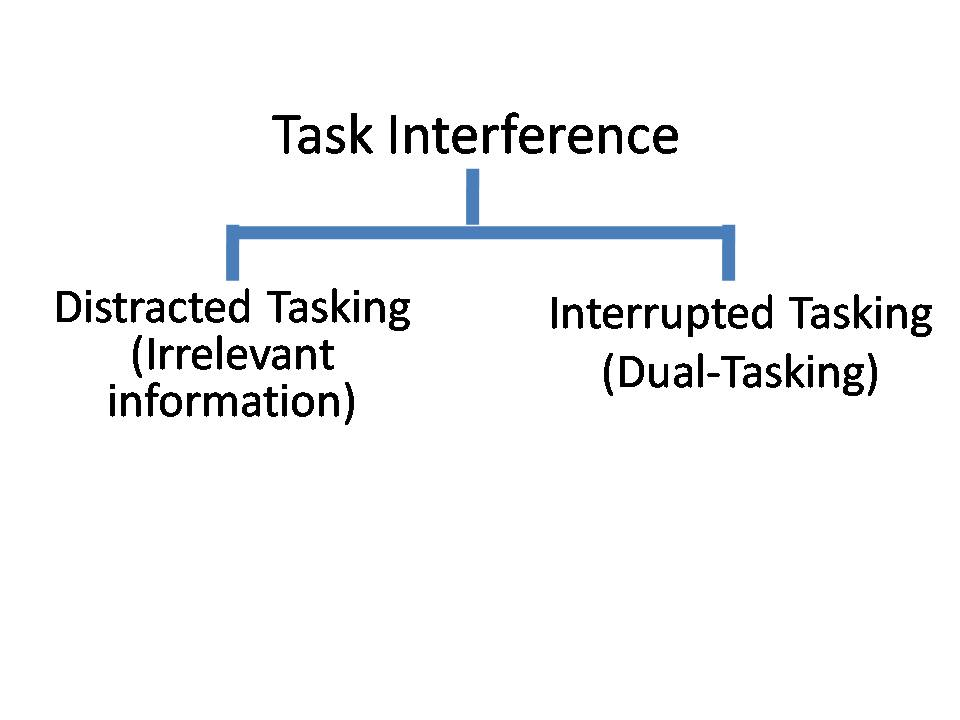 Task Interference
Distracted Tasking
(Irrelevant
information)
Interrupted Tasking
(Dual-Tasking)